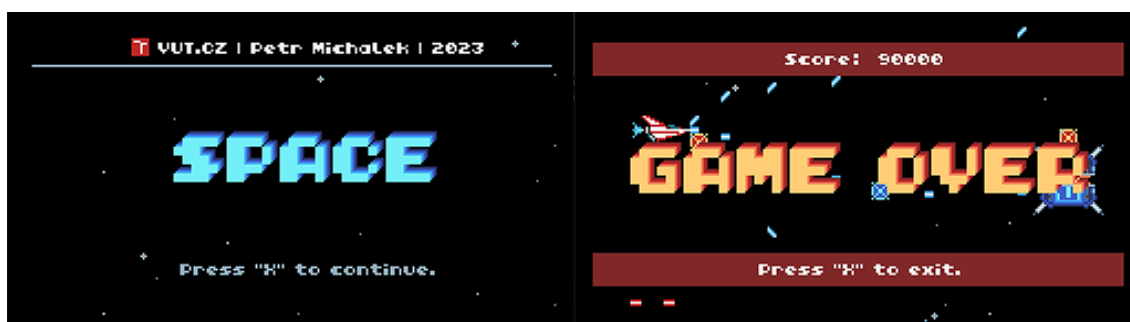 T VUT.CZ | Petr Michalek | 2023
SPACE
Press "X" to continue.
Score: 90000
GAME OVER
Press "X" to exit.